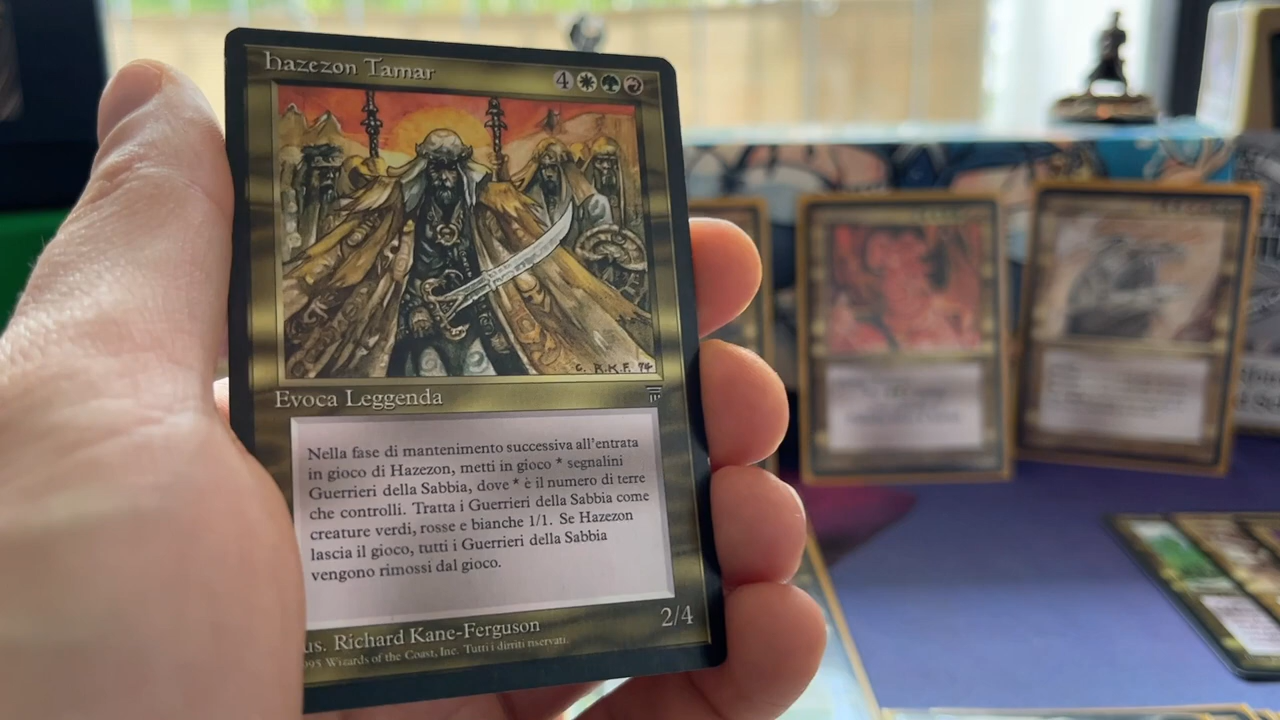 Hazezon Tamar
4
C. R.K.F. 94
Evoca Leggenda
Nella fase di mantenimento successiva all'entrata
in gioco di Hazezon, metti in gioco * segnalini
Guerrieri della Sabbia, dove * è il numero di terre
che controlli. Tratta i Guerrieri della Sabbia come
creature verdi, rosse e bianche 1/1. Se Hazezon
lascia il gioco, tutti i Guerrieri della Sabbia
vengono rimossi dal gioco.
2/4
us. Richard Kane-Ferguson
995 Wizards of the Coast, Inc. Tutti i diritti riservati.